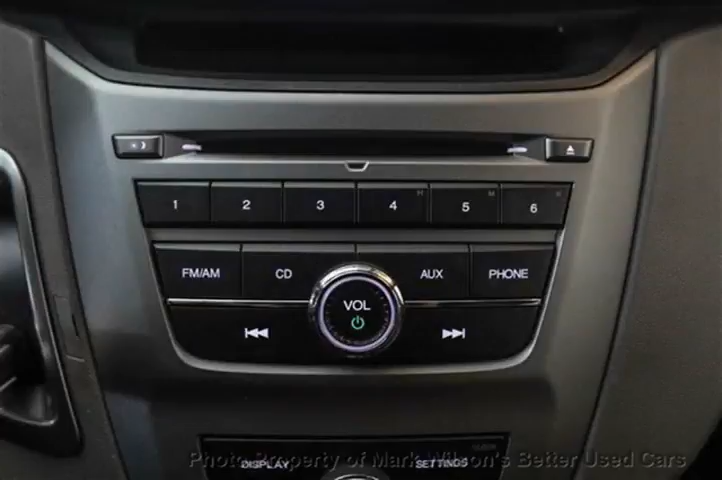 1 2 3 4 5 6
FM/AM CD AUX PHONE
VOL
DISPLAY SETTINGS
Photo Property of Mark Wilson's Better Used Cars